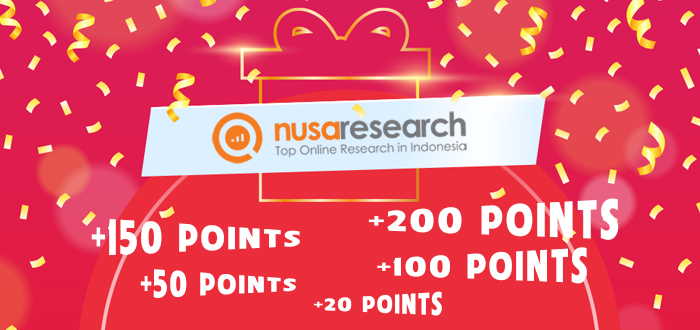 nusaresearch
Top Online Research in Indonesia
+150 POINTS
+200 POINTS
+50 POINTS
+100 POINTS
+20 POINTS